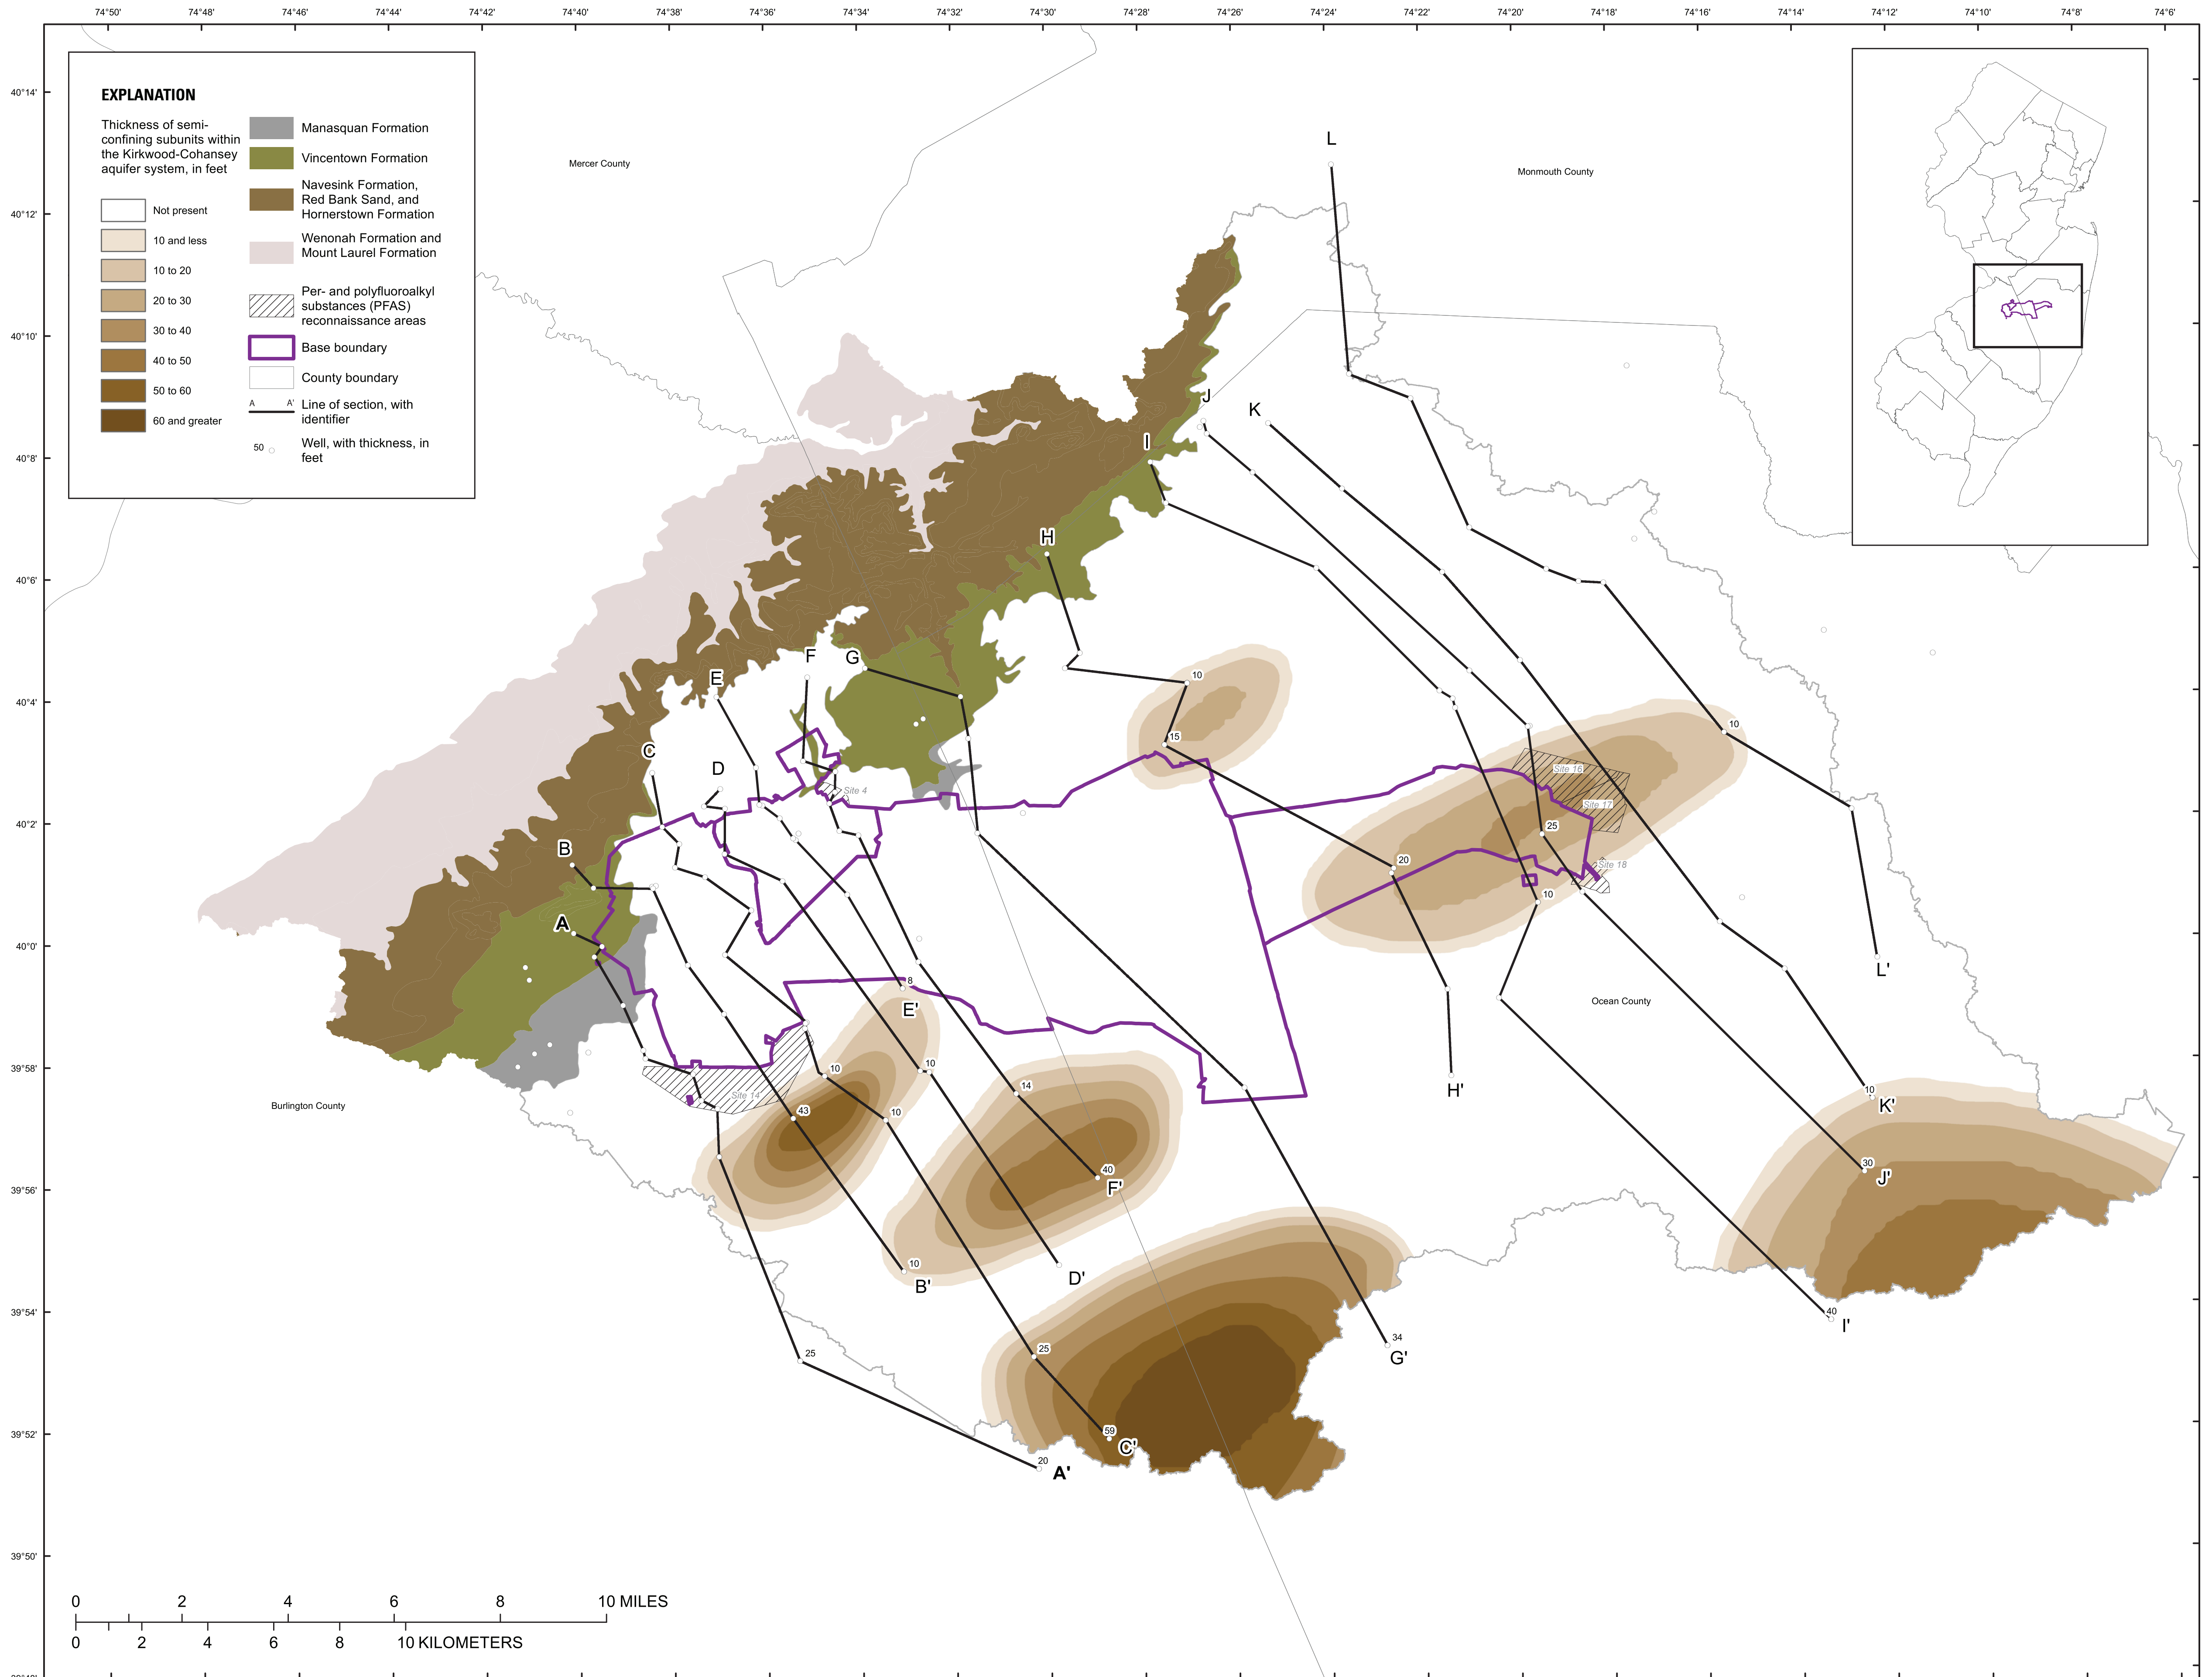 74°50' 74°48' 74°46' 74°44' 74°42' 74°40' 74°38' 74°36' 74°34' 74°32' 74°30' 74°28' 74°26' 74°24' 74°22' 74°20' 74°18' 74°16' 74°14' 74°12' 74°10' 74°8' 74°6'
40°14'
40°12'
40°10'
40°8'
40°6'
40°4'
40°2'
40°0'
39°58'
39°56'
39°54'
39°52'
39°50'
EXPLANATION
Thickness of semi-
confining subunits within
the Kirkwood-Cohansey
aquifer system, in feet
Not present
10 and less
10 to 20
20 to 30
30 to 40
40 to 50
50 to 60
60 and greater
Manasquan Formation
Vincentown Formation
Navesink Formation,
Red Bank Sand, and
Hornerstown Formation
Wenonah Formation and
Mount Laurel Formation
Per- and polyfluoroalkyl
substances (PFAS)
reconnaissance areas
Base boundary
County boundary
A A' Line of section, with
identifier
50 Well, with thickness, in
feet
Mercer County
Monmouth County
L
J
K
I
H
F
G
E
C
D
B
A
10
15
10
Site 16
Site 17
Site 4
25
20
Site 18
10
L'
8
E'
Ocean County
Burlington County
10
10
14
H'
10
K'
Site 14
43
10
40
F'
30
J'
10
B'
D'
40
I'
34
G'
25
25
59
C'
20
A'
0 2 4 6 8 10 MILES
0 2 4 6 8 10 KILOMETERS